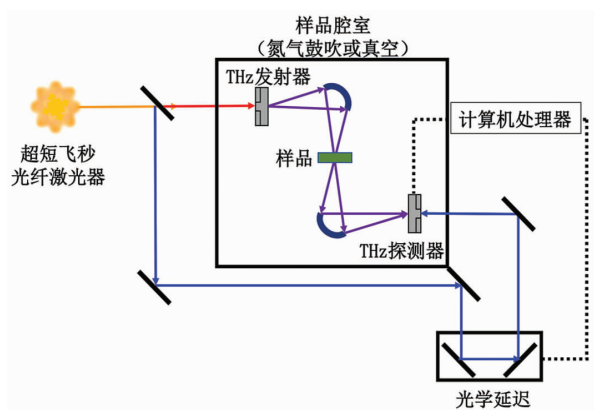 样品腔室
（氮气鼓吹或真空）
THz发射器
计算机处理器
超短飞秒
光纤激光器
样品
THz探测器
光学延迟